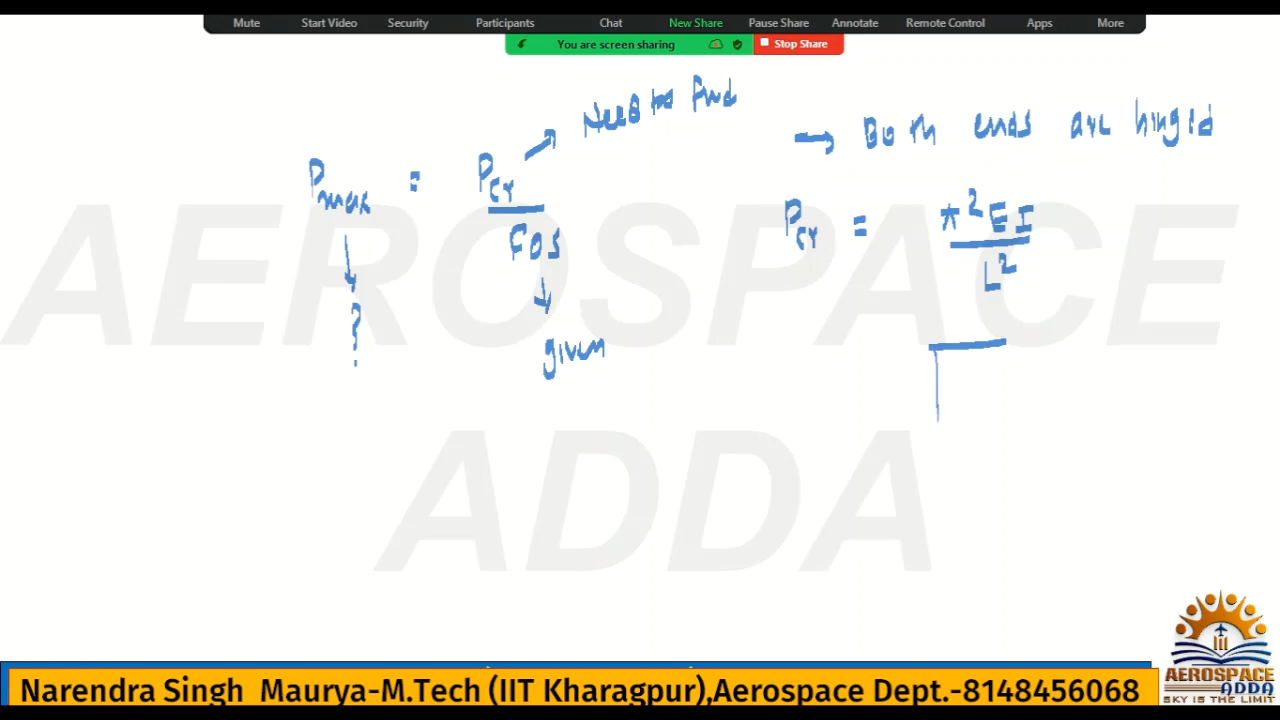 Mute Start Video Security Participants Chat New Share Pause Share Annotate Remote Control Apps More
You are screen sharing Stop Share
Need to find
→ Both ends are hinged
Pmax = Pcr / FOS
Pcr = π²EI / L²
?
given
AEROSPACE
ADDA
Narendra Singh Maurya-M.Tech (IIT Kharagpur),Aerospace Dept.-8148456068
AEROSPACE
ADDA
SKY IS THE LIMIT